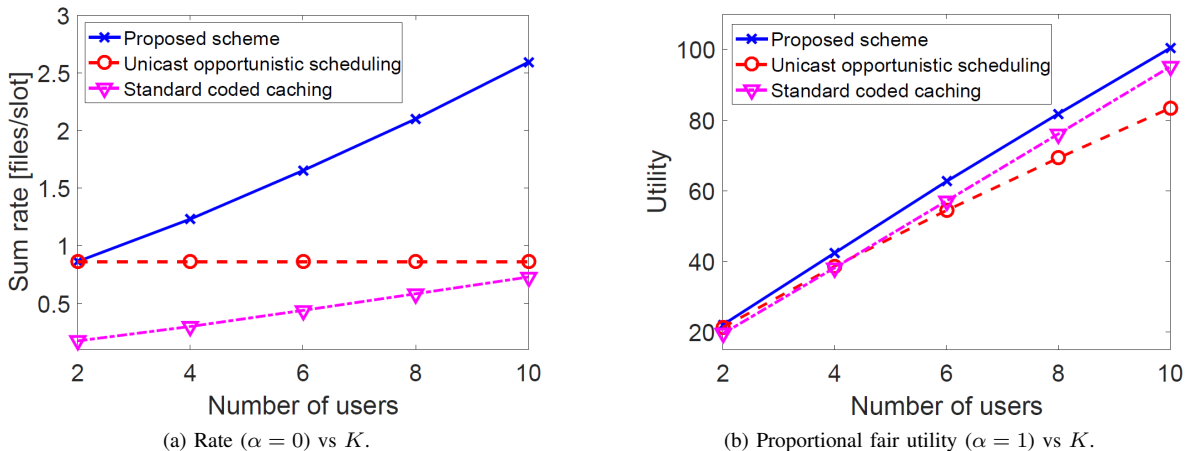 3
2.5
2
1.5
1
0.5
2
4
6
8
10
Sum rate [files/slot]
Number of users
Proposed scheme
Unicast opportunistic scheduling
Standard coded caching
(a) Rate (α = 0) vs K.
100
80
60
40
20
2
4
6
8
10
Utility
Number of users
Proposed scheme
Unicast opportunistic scheduling
Standard coded caching
(b) Proportional fair utility (α = 1) vs K.